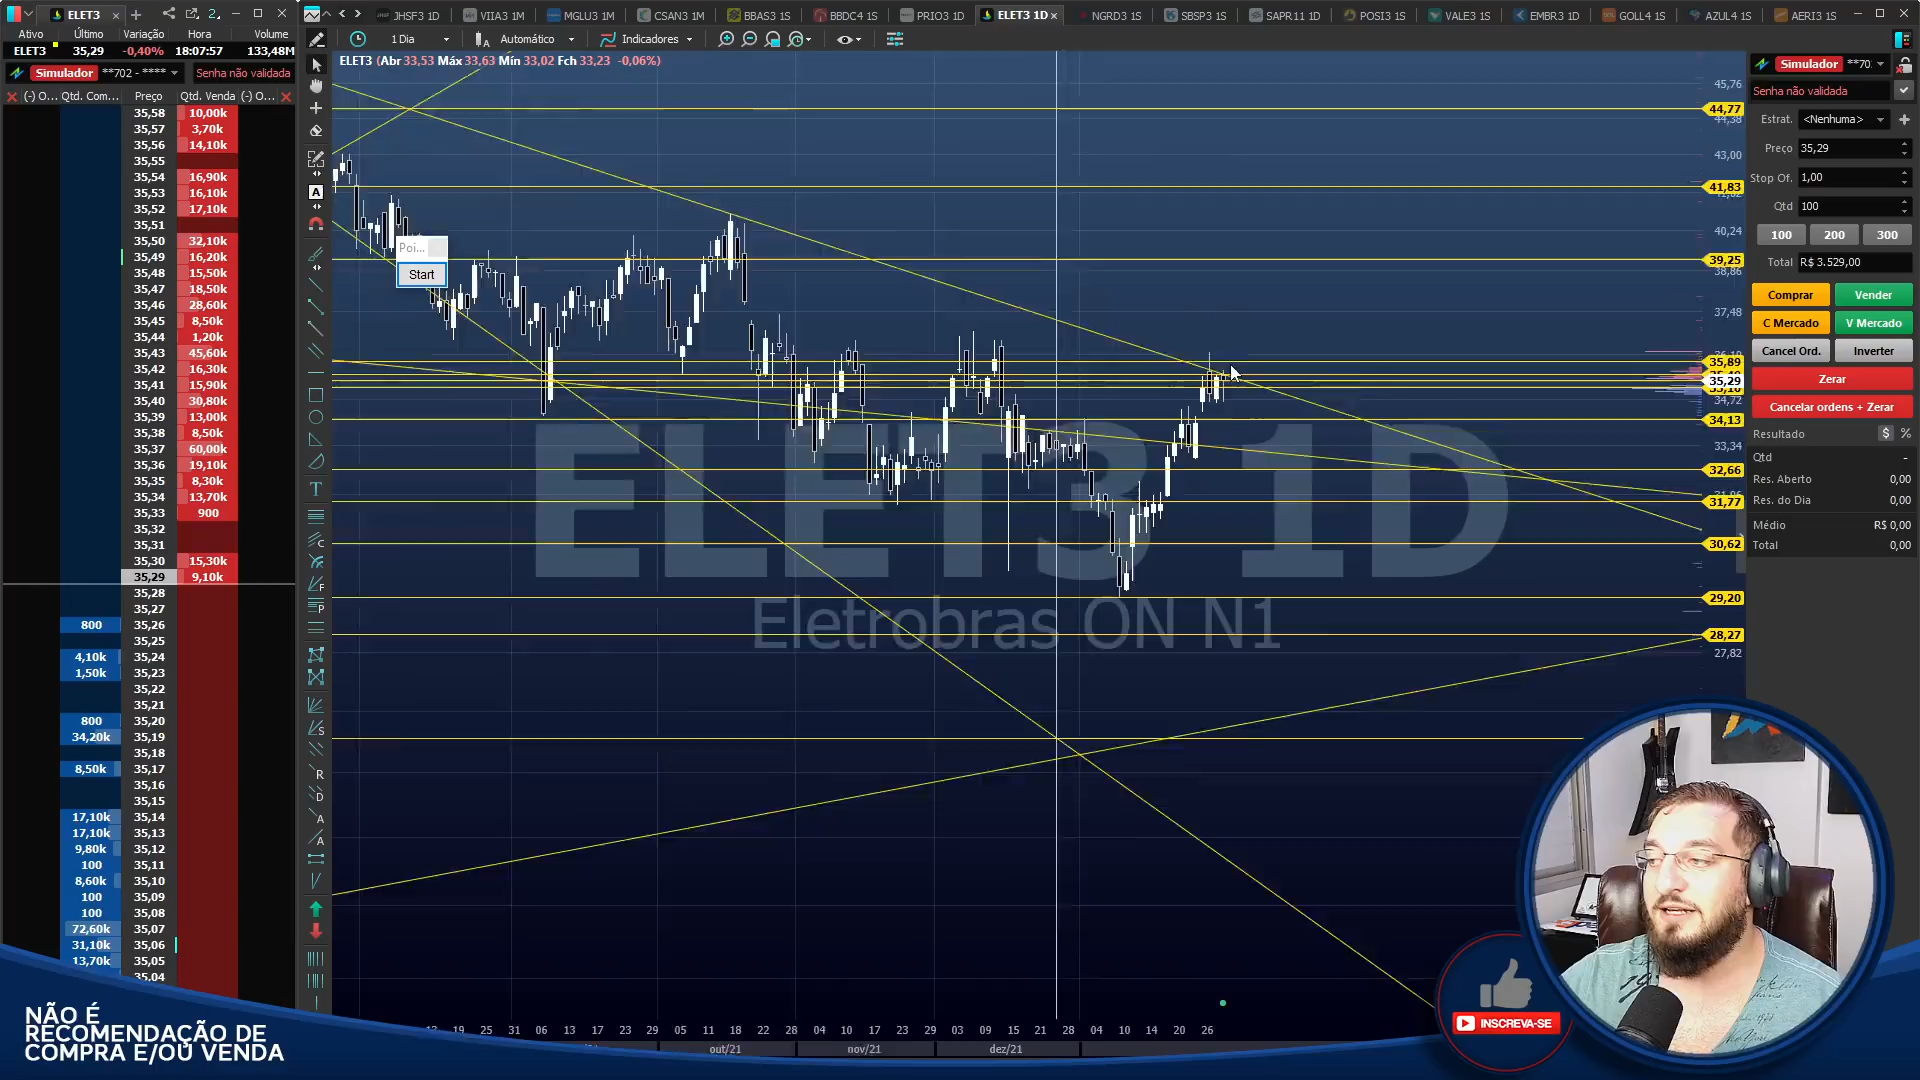 ELET3
JHSF3 1D
VIIA3 1M
MGLU3 1M
CSAN3 1M
BBAS3 1S
BBDC4 1S
PRIO3 1D
ELET3 1D
NGRD3 1S
SBSP3 1S
SAPR11 1D
POSI3 1S
VALE3 1S
EMBR3 1D
GOLL4 1S
AZUL4 1S
AERI3 1S
Ativo Último Variação Hora Volume
ELET3 35,29 -0,40% 18:07:57 133,48M
Simulador **702 - **** Senha não validada
(-) O... Qtd. Com... Preço Qtd. Venda (-) O...
35,58 10,00k
35,57 3,70k
35,56 14,10k
35,55
35,54 16,90k
35,53 16,10k
35,52 17,10k
35,51
35,50 32,10k
35,49 16,20k
35,48 15,50k
35,47 18,50k
35,46 28,60k
35,45 8,50k
35,44 1,20k
35,43 45,60k
35,42 16,30k
35,41 15,90k
35,40 30,80k
35,39 13,00k
35,38 8,50k
35,37 60,00k
35,36 19,10k
35,35 8,30k
35,34 13,70k
35,33 900
35,32
35,31
35,30 15,30k
35,29 9,10k
35,28
35,27
800 35,26
35,25
4,10k 35,24
1,50k 35,23
35,22
35,21
800 35,20
34,20k 35,19
35,18
8,50k 35,17
35,16
35,15
17,10k 35,14
17,10k 35,13
9,80k 35,12
100 35,11
8,60k 35,10
100 35,09
100 35,08
72,60k 35,07
31,10k 35,06
13,70k 35,05
35,04
1 Dia Automático Indicadores
ELET3 (Abr 33,53 Máx 33,63 Mín 33,02 Fch 33,23 -0,06%)
Poi...
Start
ELET3 1D
Eletrobras ON N1
45,76
44,77
44,38
43,00
41,83
40,24
39,25
38,86
37,48
35,89
35,29
34,72
34,13
33,34
32,66
31,77
30,62
29,20
28,27
27,82
19 25 31 06 13 17 23 29 05 11 18 22 28 04 10 17 23 29 03 09 15 21 28 04 10 14 20 26
out/21 nov/21 dez/21
Simulador
Senha não validada
Estrat. <Nenhuma>
Preço 35,29
Stop Of. 1,00
Qtd 100
100 200 300
Total R$ 3.529,00
Comprar Vender
C Mercado V Mercado
Cancel Ord. Inverter
Zerar
Cancelar ordens + Zerar
Resultado $ %
Qtd -
Res. Aberto 0,00
Res. do Dia 0,00
Médio R$ 0,00
Total 0,00
NÃO É
RECOMENDAÇÃO DE
COMPRA E/OU VENDA
INSCREVA-SE